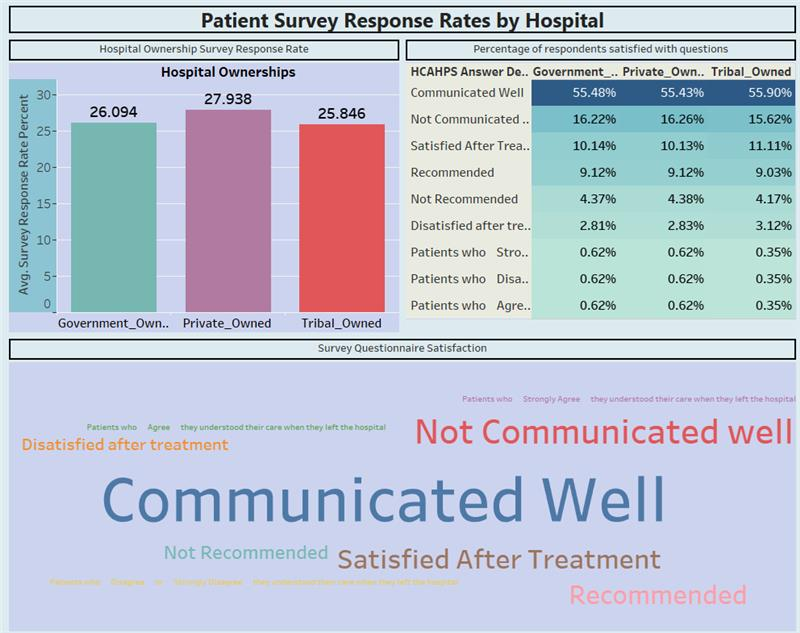 Patient Survey Response Rates by Hospital
Hospital Ownership Survey Response Rate
Hospital Ownerships
Avg. Survey Response Rate Percent
30
25
20
15
10
5
0
26.094
27.938
25.846
Government_Own..
Private_Owned
Tribal_Owned
Percentage of respondents satisfied with questions
HCAHPS Answer De.. Government_.. Private_Own.. Tribal_Owned
Communicated Well 55.48% 55.43% 55.90%
Not Communicated .. 16.22% 16.26% 15.62%
Satisfied After Trea.. 10.14% 10.13% 11.11%
Recommended 9.12% 9.12% 9.03%
Not Recommended 4.37% 4.38% 4.17%
Disatisfied after tre.. 2.81% 2.83% 3.12%
Patients who Stro.. 0.62% 0.62% 0.35%
Patients who Disa.. 0.62% 0.62% 0.35%
Patients who Agre.. 0.62% 0.62% 0.35%
Survey Questionnaire Satisfaction
Patients who Strongly Agree they understood their care when they left the hospital
Patients who Agree they understood their care when they left the hospital
Not Communicated well
Disatisfied after treatment
Communicated Well
Not Recommended
Satisfied After Treatment
Patients who Disagree or Strongly Disagree they understood their care when they left the hospital
Recommended